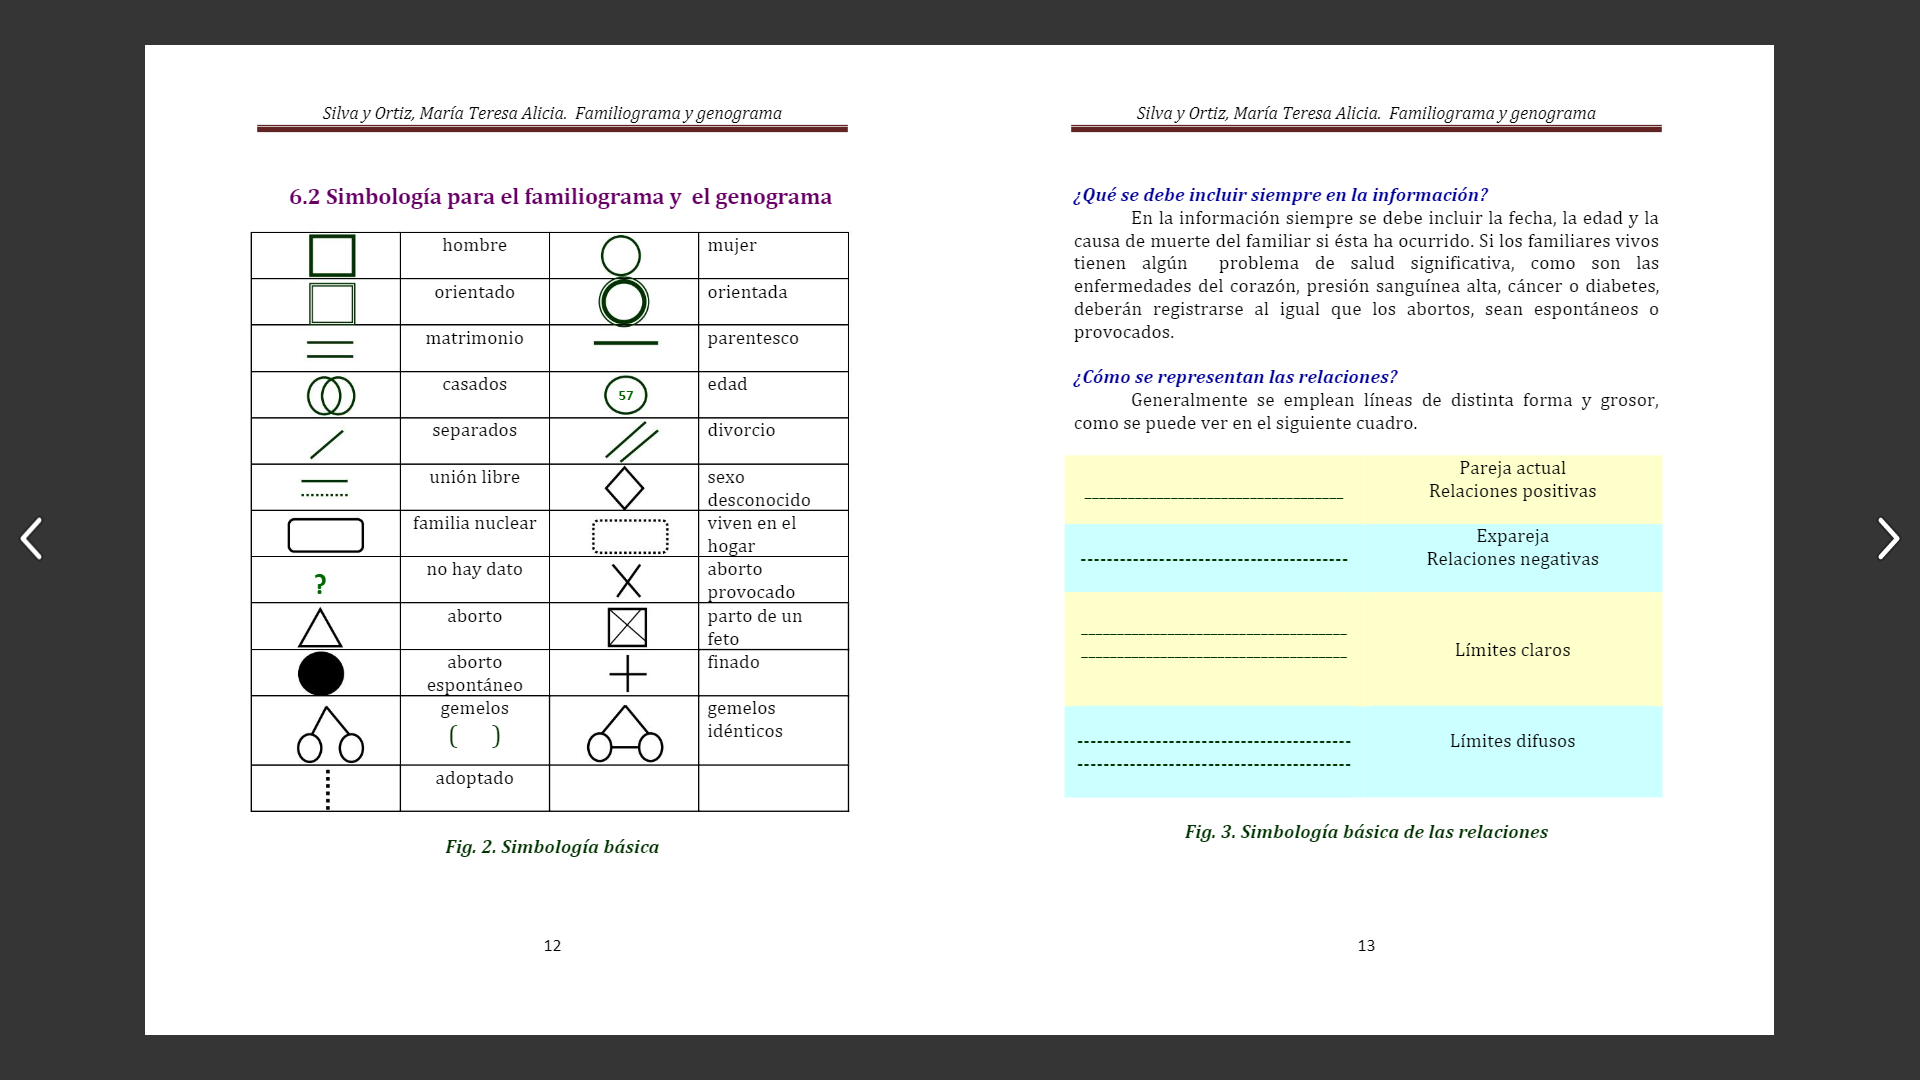 Silva y Ortiz, María Teresa Alicia.  Familiograma y genograma
6.2 Simbología para el familiograma y  el genograma
hombre
mujer
orientado
orientada
matrimonio
parentesco
casados
57
edad
separados
divorcio
unión libre
sexo
desconocido
familia nuclear
viven en el
hogar
?
no hay dato
aborto
provocado
aborto
parto de un
feto
aborto
espontáneo
finado
gemelos
(     )
gemelos
idénticos
adoptado
Fig. 2. Simbología básica
12
Silva y Ortiz, María Teresa Alicia.  Familiograma y genograma
¿Qué se debe incluir siempre en la información?
En la información siempre se debe incluir la fecha, la edad y la
causa de muerte del familiar si ésta ha ocurrido. Si los familiares vivos
tienen algún  problema de salud significativa, como son las
enfermedades del corazón, presión sanguínea alta, cáncer o diabetes,
deberán registrarse al igual que los abortos, sean espontáneos o
provocados.
¿Cómo se representan las relaciones?
Generalmente se emplean líneas de distinta forma y grosor,
como se puede ver en el siguiente cuadro.
Pareja actual
Relaciones positivas
Expareja
Relaciones negativas
Límites claros
Límites difusos
Fig. 3. Simbología básica de las relaciones
13